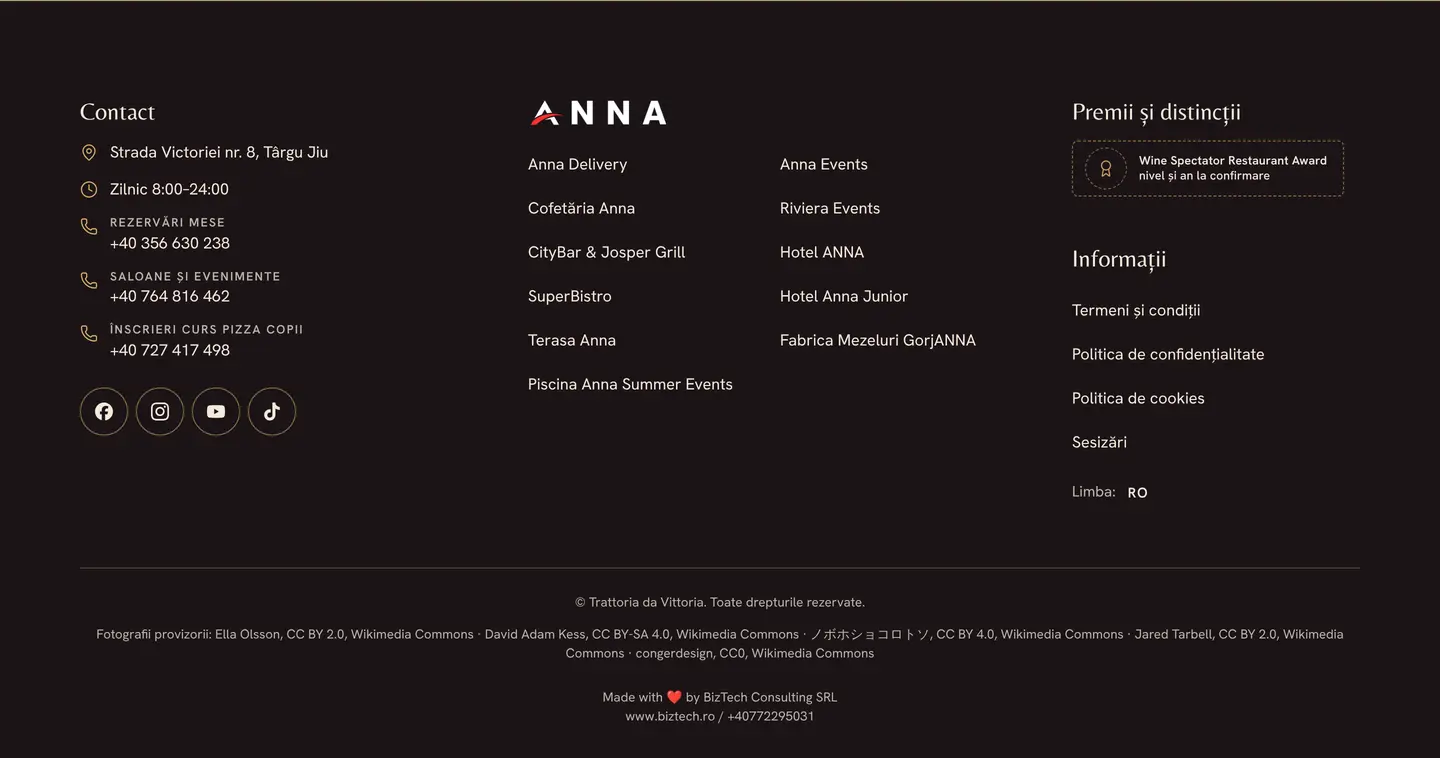 Contact
Strada Victoriei nr. 8, Târgu Jiu
Zilnic 8:00–24:00
REZERVĂRI MESE
+40 356 630 238
SALOANE ȘI EVENIMENTE
+40 764 816 462
ÎNSCRIERI CURS PIZZA COPII
+40 727 417 498
ANNA
Anna Delivery
Cofetăria Anna
CityBar & Josper Grill
SuperBistro
Terasa Anna
Piscina Anna Summer Events
Anna Events
Riviera Events
Hotel ANNA
Hotel Anna Junior
Fabrica Mezeluri GorjANNA
Premii și distincții
Wine Spectator Restaurant Award
nivel și an la confirmare
Informații
Termeni și condiții
Politica de confidențialitate
Politica de cookies
Sesizări
Limba: RO
© Trattoria da Vittoria. Toate drepturile rezervate.
Fotografii provizorii: Ella Olsson, CC BY 2.0, Wikimedia Commons · David Adam Kess, CC BY-SA 4.0, Wikimedia Commons · ノボホショコロトソ, CC BY 4.0, Wikimedia Commons · Jared Tarbell, CC BY 2.0, Wikimedia
Commons · congerdesign, CC0, Wikimedia Commons
Made with ❤️ by BizTech Consulting SRL
www.biztech.ro / +40772295031